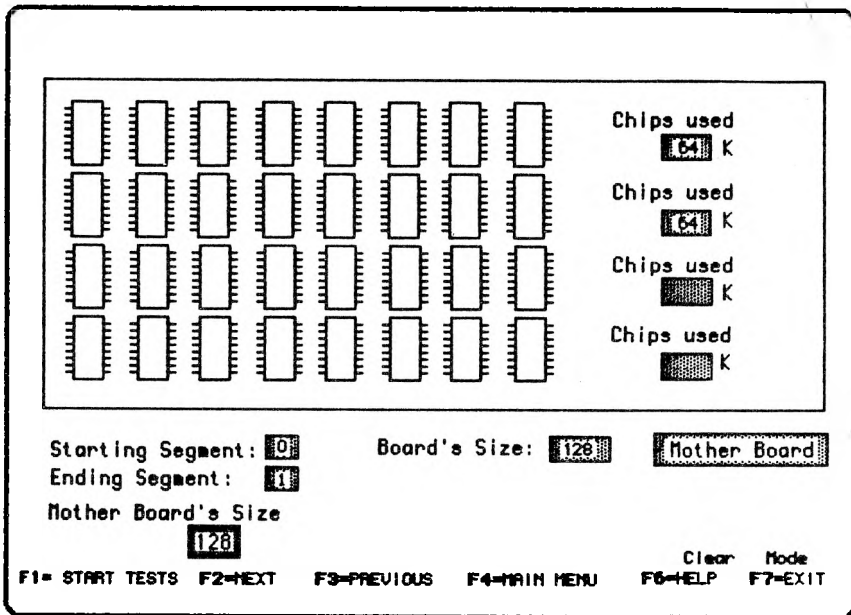 Chips used
64 K
Chips used
64 K
Chips used
K
Chips used
K
Starting Segment: 0 Board's Size: 128 Mother Board
Ending Segment: 1
Mother Board's Size
128
Clear Mode
F1= START TESTS F2=NEXT F3=PREVIOUS F4=MAIN MENU F6=HELP F7=EXIT